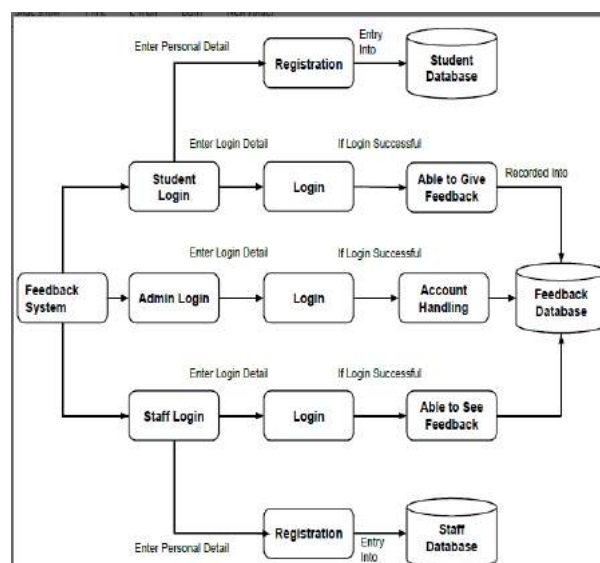 Enter Personal Detail
Entry
Into
Registration
Student
Database
Enter Login Detail
If Login Successful
Student
Login
Login
Able to Give
Feedback
Recorded Into
Enter Login Detail
If Login Successful
Feedback
System
Admin Login
Login
Account
Handling
Feedback
Database
Enter Login Detail
If Login Successful
Staff Login
Login
Able to See
Feedback
Registration
Staff
Database
Enter Personal Detail
Entry
Into